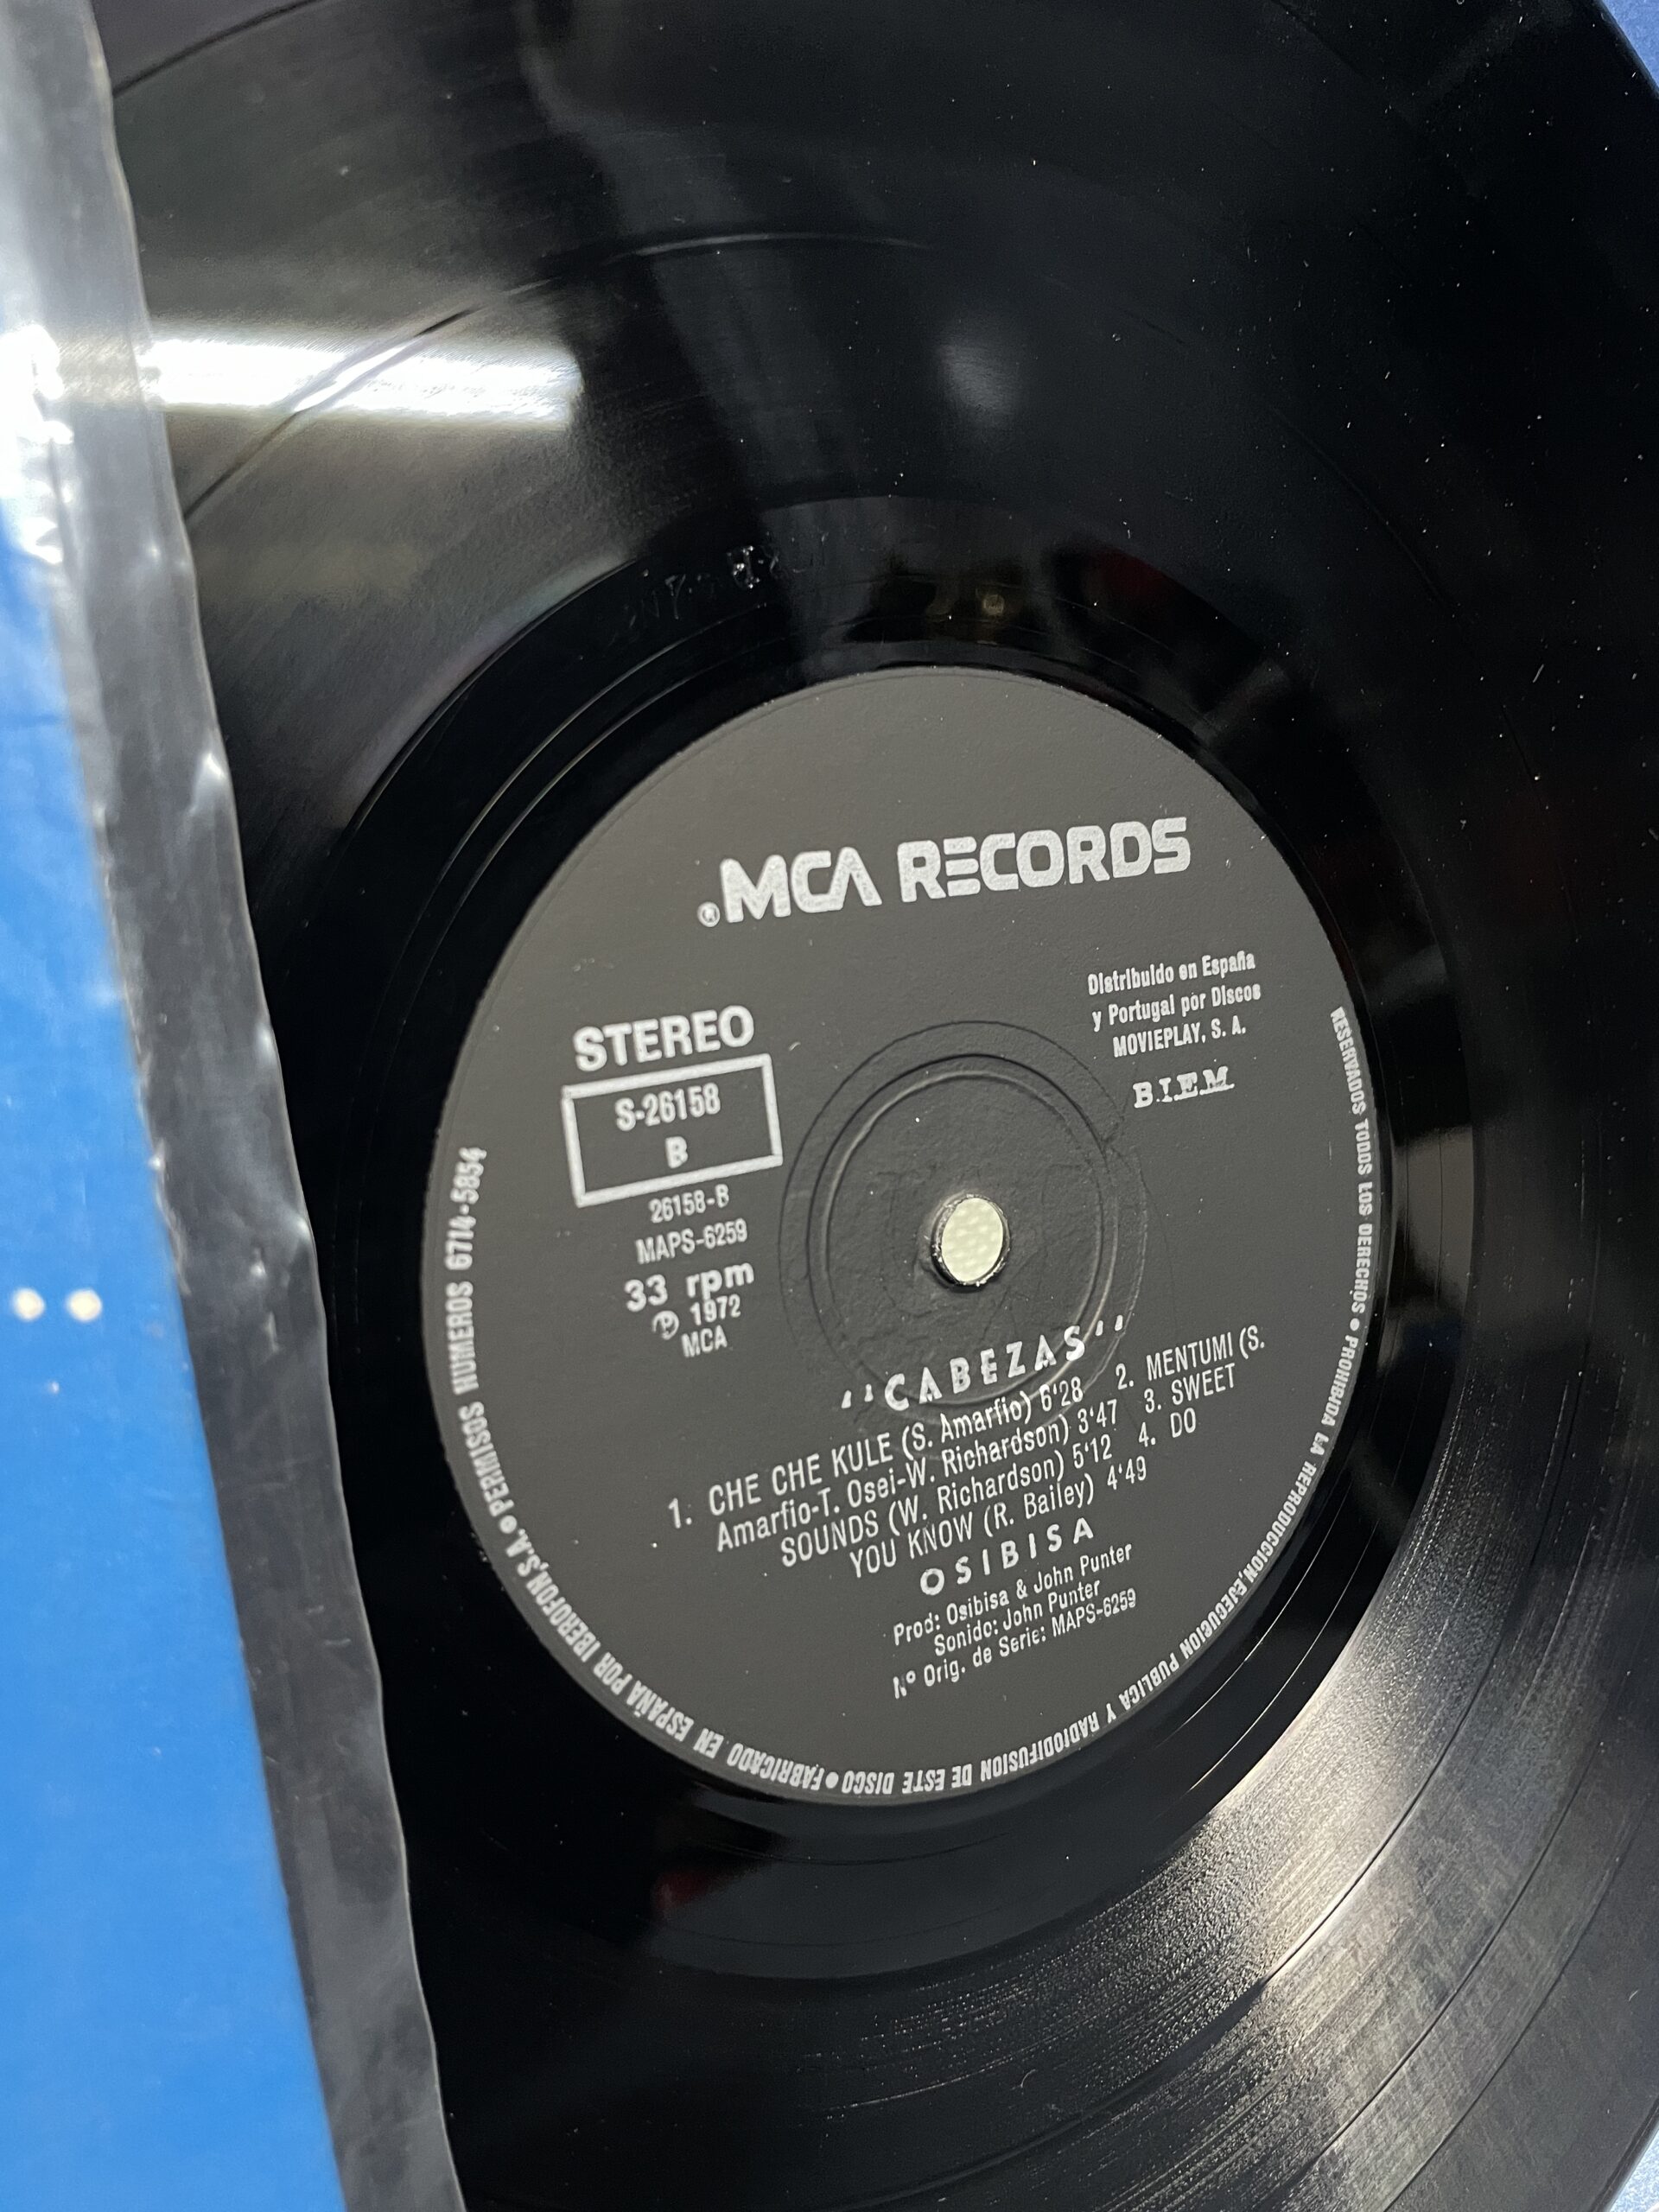 ® MCA RECORDS
Distribuido en España
y Portugal por Discos
MOVIEPLAY, S. A.
B.I.E.M.
STEREO
S-26158
B
26158-B
MAPS-6259
33 rpm
℗ 1972
MCA
"CABEZAS"
1. CHE CHE KULE (S. Amarfio) 6'28 2. MENTUMI (S.
Amarfio-T. Osei-W. Richardson) 3'47 3. SWEET
SOUNDS (W. Richardson) 5'12 4. DO
YOU KNOW (R. Bailey) 4'49
OSIBISA
Prod: Osibisa & John Punter
Sonido: John Punter
Nº Orig. de Serie: MAPS-6259
RESERVADOS TODOS LOS DERECHOS • PROHIBIDA LA REPRODUCCION, EJECUCION PUBLICA Y RADIODIFUSION DE ESTE DISCO • FABRICADO EN ESPAÑA POR IBEROFON, S.A. • PERMISOS NUMEROS 6714-5854